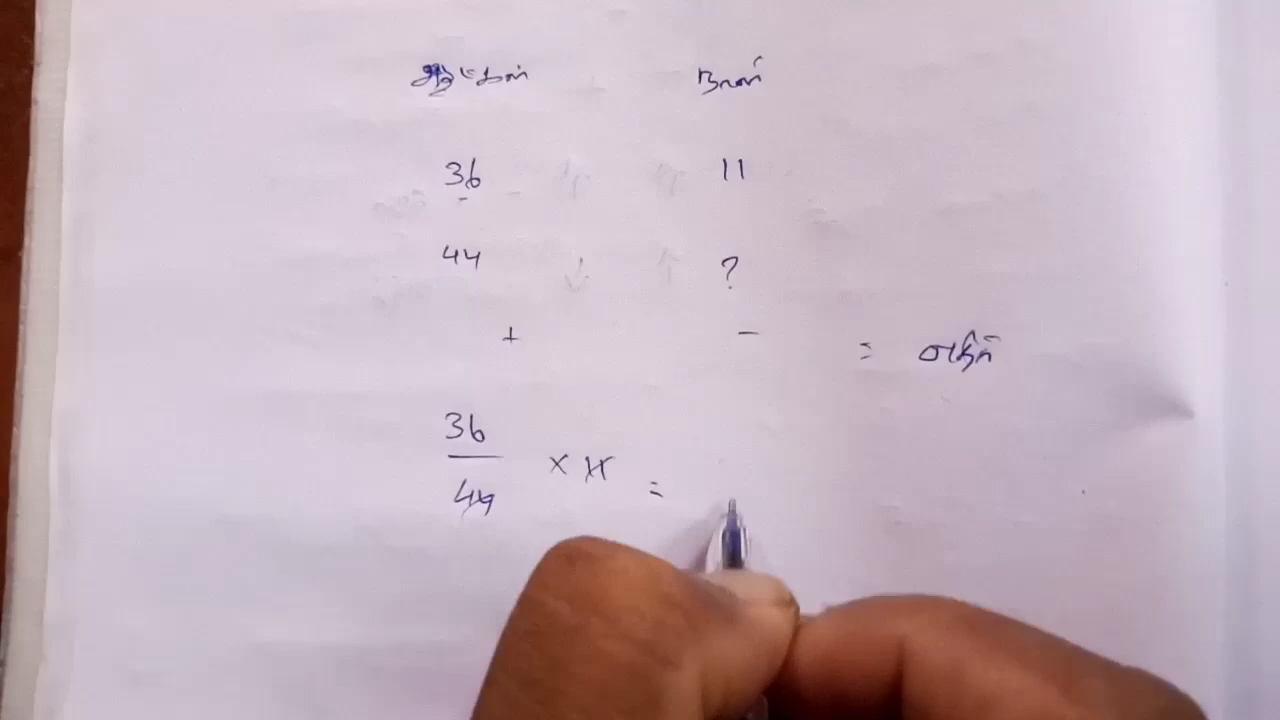 ஆட்கள் நாள்
36 11
44 ?
+ − = எதிர்
36
— × 11 =
44